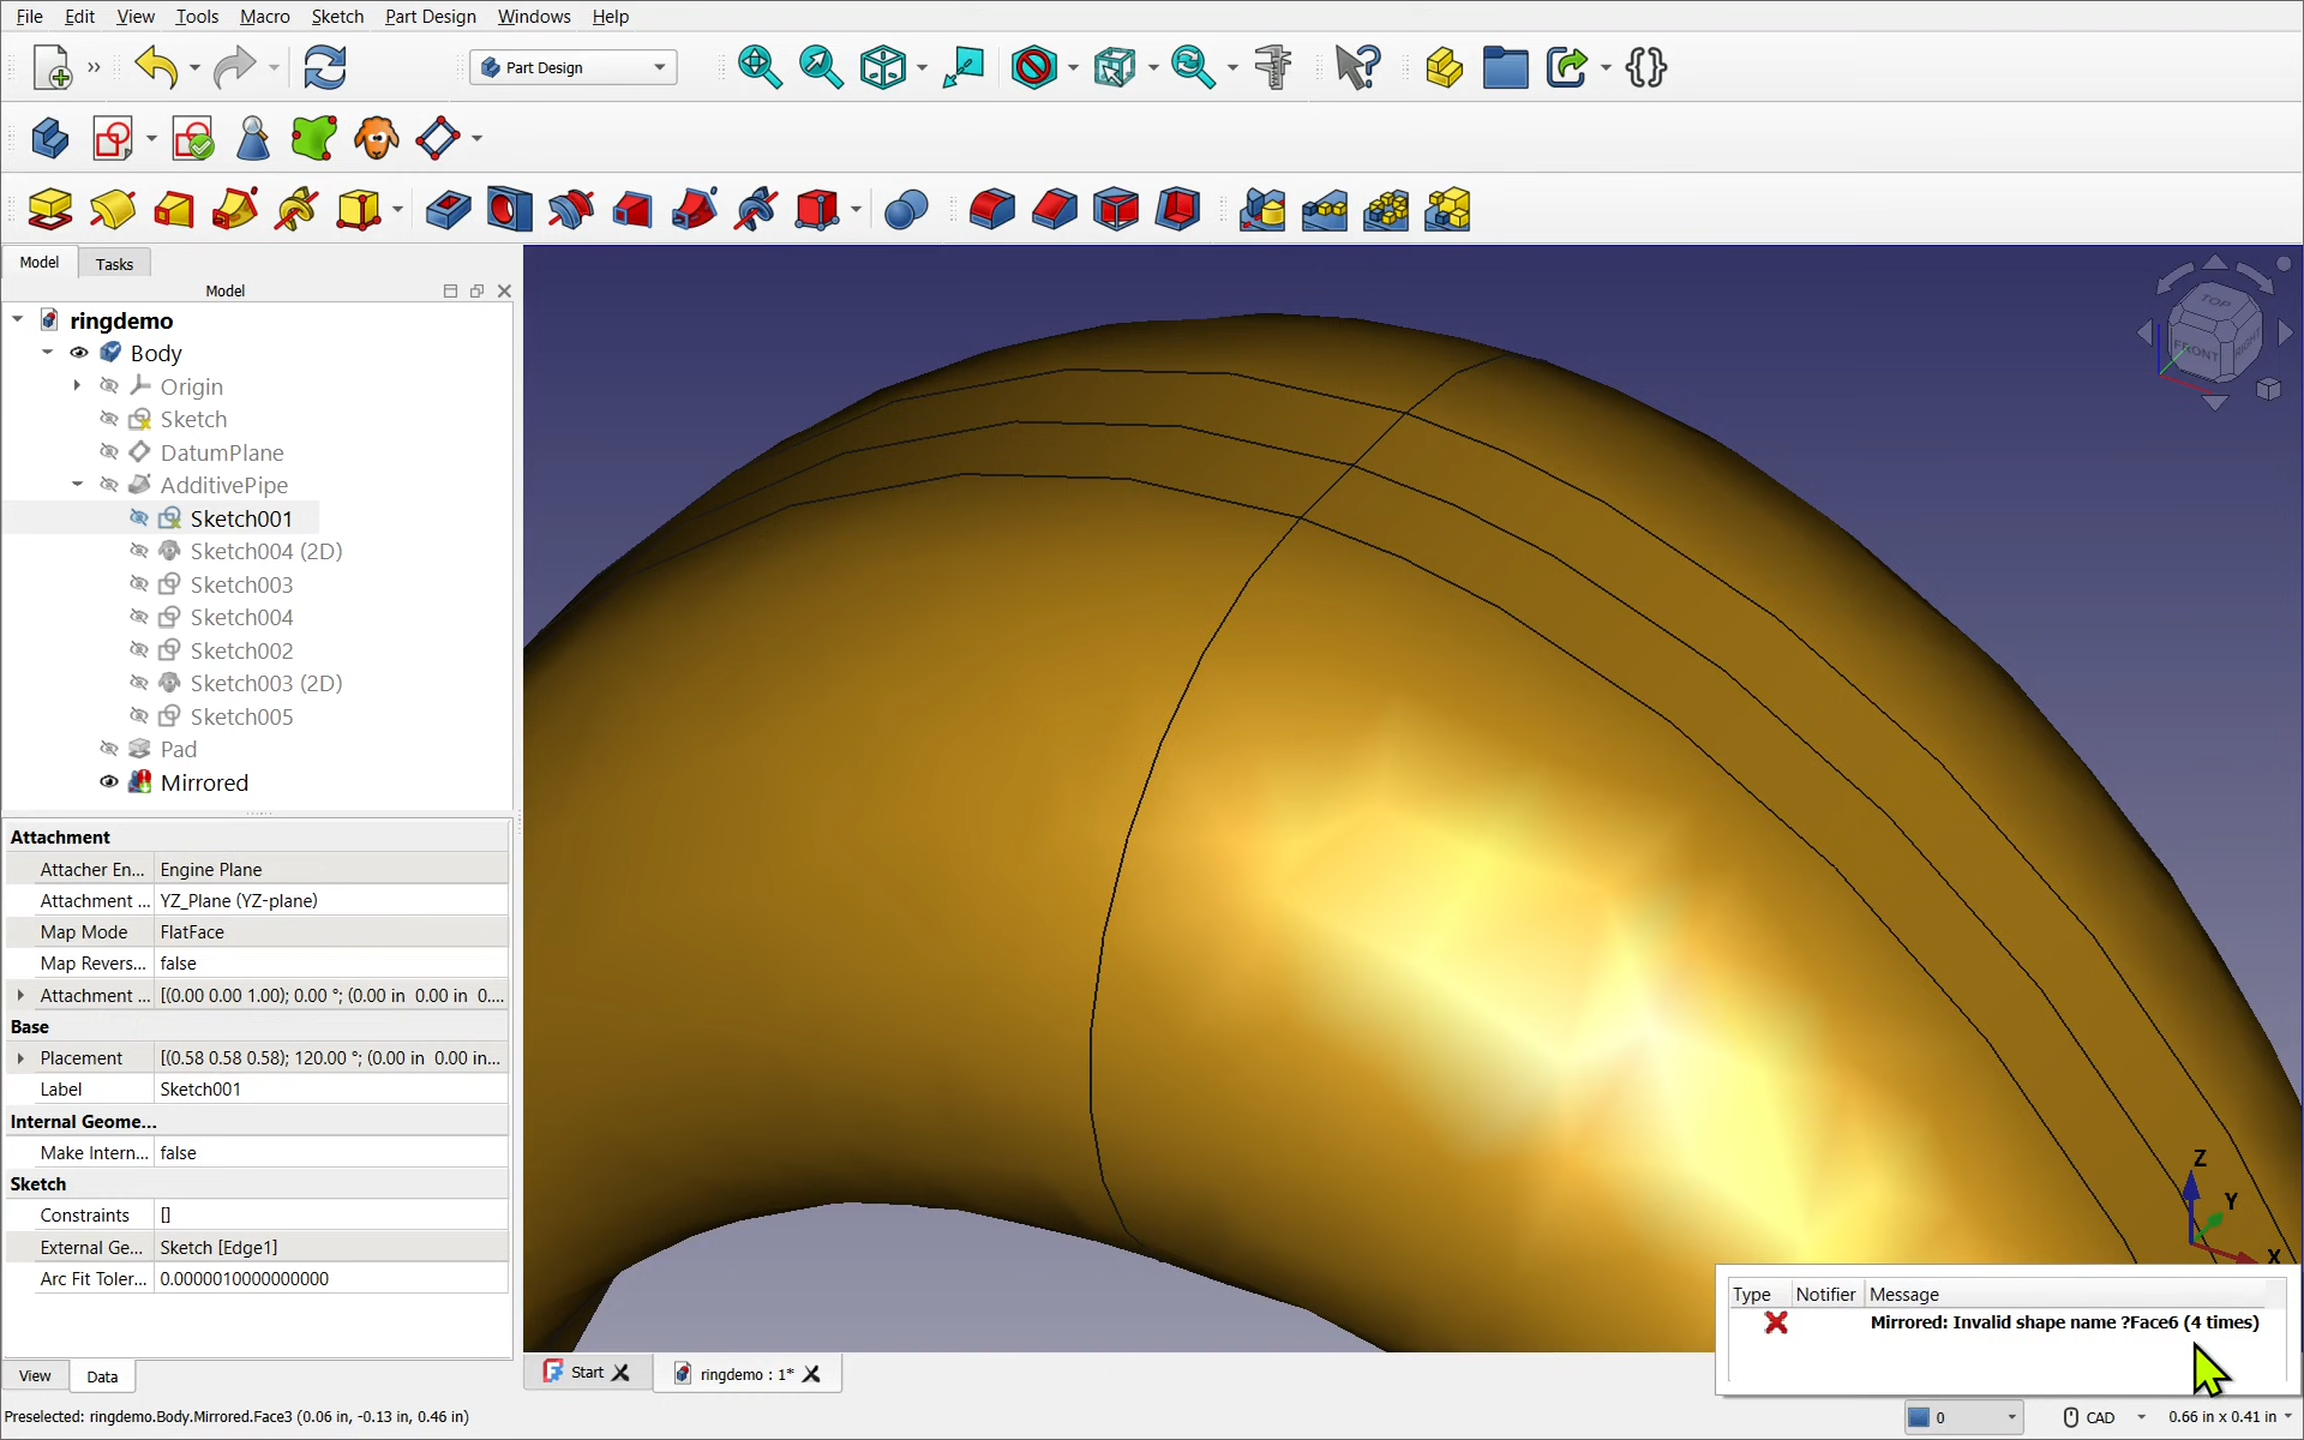 File Edit View Tools Macro Sketch Part Design Windows Help
Part Design
Model Tasks
Model
ringdemo
Body
Origin
Sketch
DatumPlane
AdditivePipe
Sketch001
Sketch004 (2D)
Sketch003
Sketch004
Sketch002
Sketch003 (2D)
Sketch005
Pad
Mirrored
Attachment
Attacher En... Engine Plane
Attachment ... YZ_Plane (YZ-plane)
Map Mode FlatFace
Map Revers... false
Attachment ... [(0.00 0.00 1.00); 0.00 °; (0.00 in 0.00 in 0....
Base
Placement [(0.58 0.58 0.58); 120.00 °; (0.00 in 0.00 in...
Label Sketch001
Internal Geome...
Make Intern... false
Sketch
Constraints []
External Ge... Sketch [Edge1]
Arc Fit Toler... 0.0000010000000000
View Data
TOP
FRONT
RIGHT
Z
Y
X
Type Notifier Message
Mirrored: Invalid shape name ?Face6 (4 times)
Start
ringdemo : 1*
Preselected: ringdemo.Body.Mirrored.Face3 (0.06 in, -0.13 in, 0.46 in)
0
CAD
0.66 in x 0.41 in